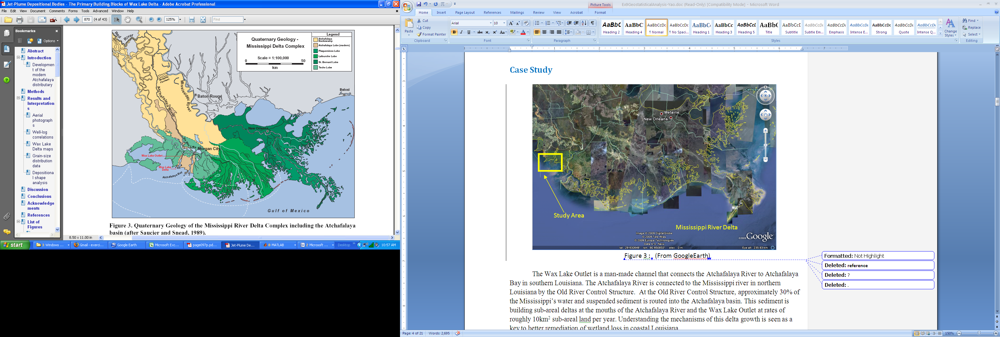 Jet-Plume Depositional Bodies - The Primary Building Blocks of Wax Lake Delta - Adobe Acrobat Professional
File Edit View Document Comments Forms Tools Advanced Window Help
870 (4 of 43) 125% Find
Bookmarks
Options
Abstract
Introduction
Developmen
t of the
modern
Atchafalaya
distributary
Methods
Results and
Interpretation
s
Aerial
photograph
s
Well-log
correlations
Wax Lake
Delta maps
Grain-size
distribution
data
Depositiona
l shape
analysis
Discussion
Conclusions
Acknowledge
ments
References
List of
Figures
Quaternary Geology -
Mississippi Delta Complex
Scale = 1:100,000
0 50
km
Legend
Atchafalaya
Backswamp
Atchafalaya Lobe (modern)
Plaquemines Lobe
Lafourche Lobe
St. Bernard Lobe
Teche Lobe
Red River
Morganza
Floodway
Mississippi River
Atchafalaya River
Baton Rouge
Beloxi
New Orleans
Morgan City
Wax Lake Outlet
Wax Lake
Delta
Atchafalaya Bay
Gulf of Mexico
Figure 3. Quaternary Geology of the Mississippi River Delta Complex including the Atchafalaya
basin (after Saucier and Snead, 1989).
8.50 x 11.00 in
start
3 Windows ...
Gmail - exerci...
Google Earth
Microsoft Exc...
page097p.pd...
Jet-Plume De...
8 MATLAB
2 Microsoft ...
Desktop
10:57 AM
Picture Tools
Ex9GeostatisticalAnalysis-Yao.doc (Read-Only) [Compatibility Mode] - Microsoft Word
Home Insert Page Layout References Mailings Review View Acrobat Format
Paste
Cut
Copy
Format Painter
Clipboard
Arial 10
Font
Paragraph
Heading 2
Heading 4
¶ Normal
¶ No Spaci...
Heading 1
Heading 3
Heading 5
Title
Subtitle
Subtle Em...
Emphasis
Intense E...
Strong
Quote
Intense Q...
Change
Styles
Styles
Find
Replace
Select
Editing
Case Study
Cat Island
N
Metairie
New Orleans
Study Area
Mississippi River Delta
Image © 2009 DigitalGlobe
© 2009 Tele Atlas
© 2009 Europa Technologies
Data U.S. Navy
©2009 Google
lat 29.630649° lon -90.650850° elev 0 m
Eye alt 235.83 km
Figure 3 : (From GoogleEarth)
Formatted: Not Highlight
Deleted: reference
Deleted: ?
Deleted: .
The Wax Lake Outlet is a man-made channel that connects the Atchafalaya River to Atchafalaya
Bay in southern Louisiana. The Atchafalaya River is connected to the Mississippi river in northern
Louisiana by the Old River Control Structure. At the Old River Control Structure, approximately 30% of
the Mississippi's water and suspended sediment is routed into the Atchafalaya basin. This sediment is
building sub-areal deltas at the mouths of the Atchafalaya River and the Wax Lake Outlet at rates of
roughly 10km² sub-areal land per year. Understanding the mechanisms of this delta growth is seen as a
key to better remediation of wetland loss in coastal Louisiana
Page: 4 of 21 Words: 2,695
150%